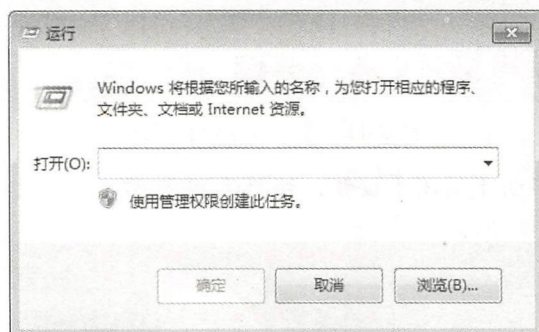 运行
Windows 将根据您所输入的名称，为您打开相应的程序、
文件夹、文档或 Internet 资源。
打开(O):
使用管理权限创建此任务。
确定
取消
浏览(B)...